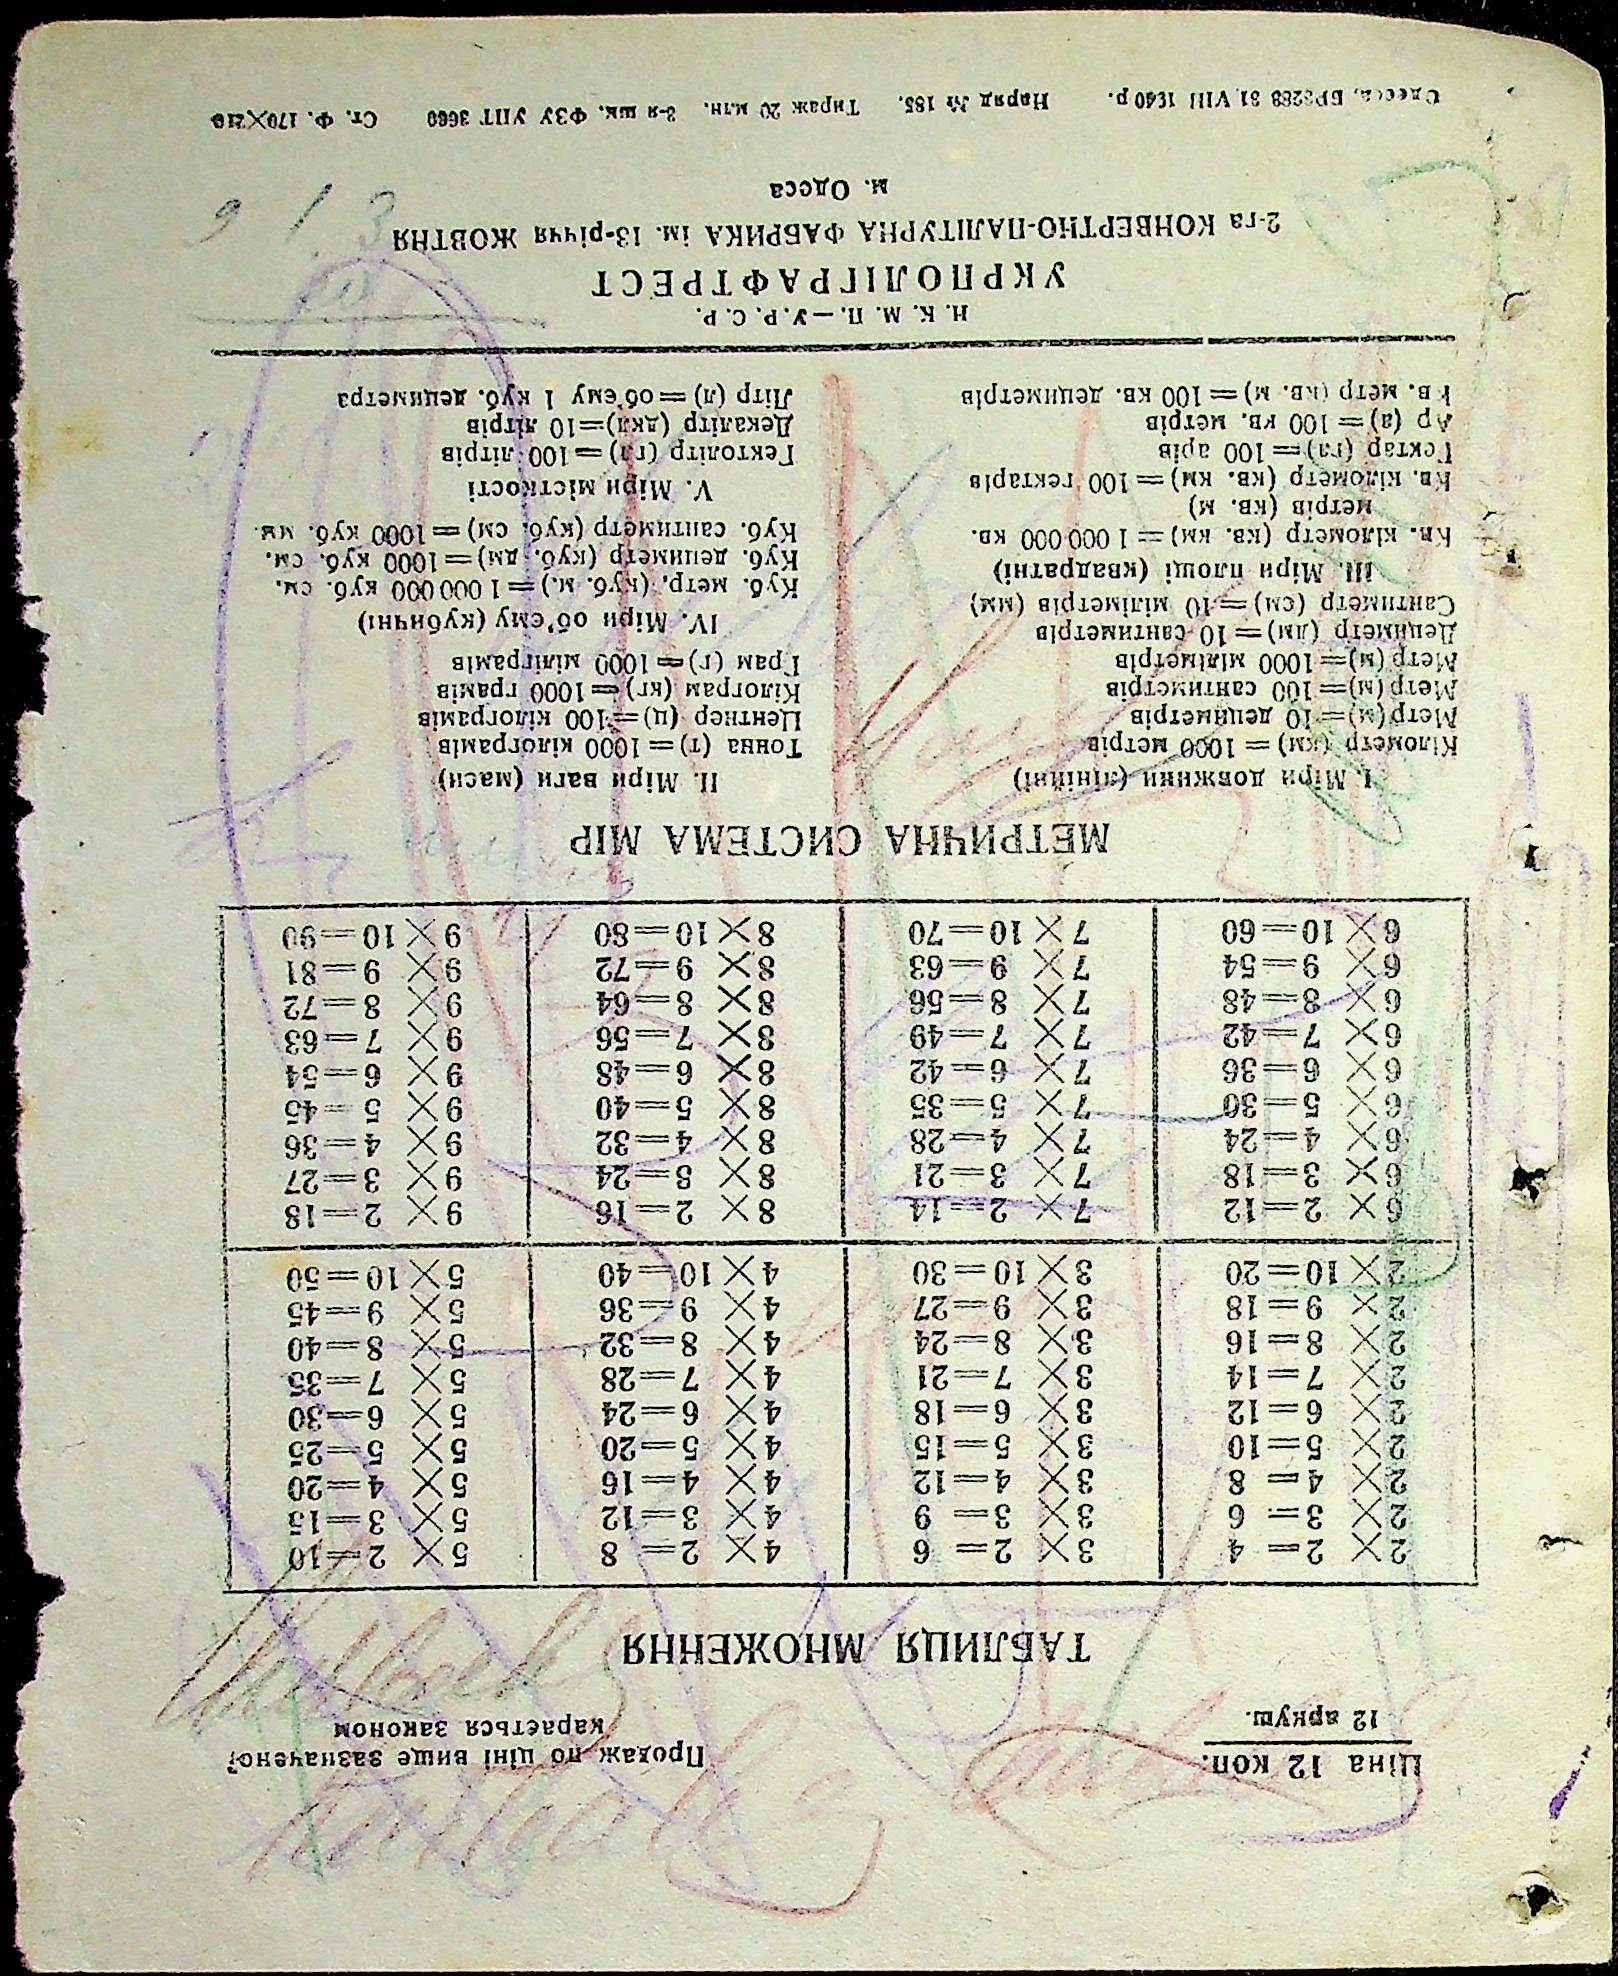 Ціна 12 коп.
12 аркуш.
Продаж по ціні вище зазначеної
карається законом
ТАБЛИЦЯ МНОЖЕННЯ
2 × 2 = 4
2 × 3 = 6
2 × 4 = 8
2 × 5 = 10
2 × 6 = 12
2 × 7 = 14
2 × 8 = 16
2 × 9 = 18
2 × 10 = 20
3 × 2 = 6
3 × 3 = 9
3 × 4 = 12
3 × 5 = 15
3 × 6 = 18
3 × 7 = 21
3 × 8 = 24
3 × 9 = 27
3 × 10 = 30
4 × 2 = 8
4 × 3 = 12
4 × 4 = 16
4 × 5 = 20
4 × 6 = 24
4 × 7 = 28
4 × 8 = 32
4 × 9 = 36
4 × 10 = 40
5 × 2 = 10
5 × 3 = 15
5 × 4 = 20
5 × 5 = 25
5 × 6 = 30
5 × 7 = 35
5 × 8 = 40
5 × 9 = 45
5 × 10 = 50
6 × 2 = 12
6 × 3 = 18
6 × 4 = 24
6 × 5 = 30
6 × 6 = 36
6 × 7 = 42
6 × 8 = 48
6 × 9 = 54
6 × 10 = 60
7 × 2 = 14
7 × 3 = 21
7 × 4 = 28
7 × 5 = 35
7 × 6 = 42
7 × 7 = 49
7 × 8 = 56
7 × 9 = 63
7 × 10 = 70
8 × 2 = 16
8 × 3 = 24
8 × 4 = 32
8 × 5 = 40
8 × 6 = 48
8 × 7 = 56
8 × 8 = 64
8 × 9 = 72
8 × 10 = 80
9 × 2 = 18
9 × 3 = 27
9 × 4 = 36
9 × 5 = 45
9 × 6 = 54
9 × 7 = 63
9 × 8 = 72
9 × 9 = 81
9 × 10 = 90
МЕТРИЧНА СИСТЕМА МІР
I. Міри довжини (лінійні)
Кілометр (км) = 1000 метрів
Метр (м) = 10 дециметрів
Метр (м) = 100 сантиметрів
Метр (м) = 1000 міліметрів
Дециметр (дм) = 10 сантиметрів
Сантиметр (см) = 10 міліметрів (мм)
III. Міри площі (квадратні)
Кв. кілометр (кв. км) = 1 000 000 кв.
метрів (кв. м)
Кв. кілометр (кв. км) = 100 гектарів
Гектар (га) = 100 арів
Ар (а) = 100 кв. метрів
Кв. метр (кв. м) = 100 кв. дециметрів
II. Міри ваги (маси)
Тонна (т) = 1000 кілограмів
Центнер (ц) = 100 кілограмів
Кілограм (кг) = 1000 грамів
Грам (г) = 1000 міліграмів
IV. Міри об'єму (кубічні)
Куб. метр. (куб. м.) = 1 000 000 куб. см.
Куб. дециметр (куб. дм) = 1000 куб. см.
Куб. сантиметр (куб. см) = 1000 куб. мм.
V. Міри місткості
Гектолітр (гл) = 100 літрів
Декалітр (дкл) = 10 літрів
Літр (л) = об'єму 1 куб. дециметра
Н. К. М. П. — У. Р. С. Р.
УКРПОЛІГРАФТРЕСТ
2-га КОНВЕРТНО-ПАЛІТУРНА ФАБРИКА ім. 13-річчя ЖОВТНЯ
м. Одеса
Одесса, БР3288 31/VIII 1940 р. Наряд № 185. Тираж 20 млн. 8-я шк. ФЗУ УПТ 3660 Ст. Ф. 170×210